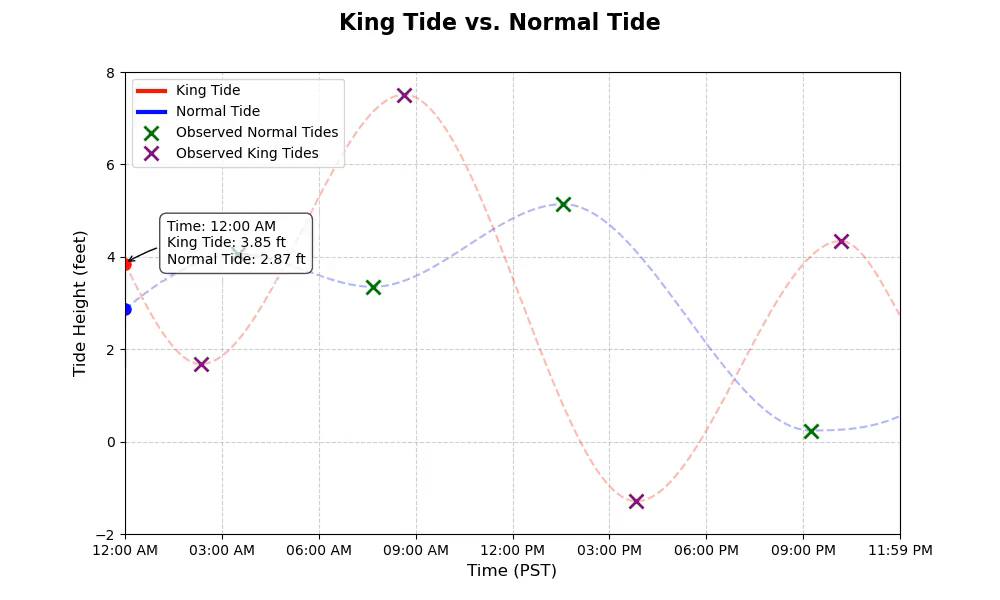 King Tide vs. Normal Tide
King Tide
Normal Tide
Observed Normal Tides
Observed King Tides
Time: 12:00 AM
King Tide: 3.85 ft
Normal Tide: 2.87 ft
Tide Height (feet)
8
6
4
2
0
−2
12:00 AM 03:00 AM 06:00 AM 09:00 AM 12:00 PM 03:00 PM 06:00 PM 09:00 PM 11:59 PM
Time (PST)